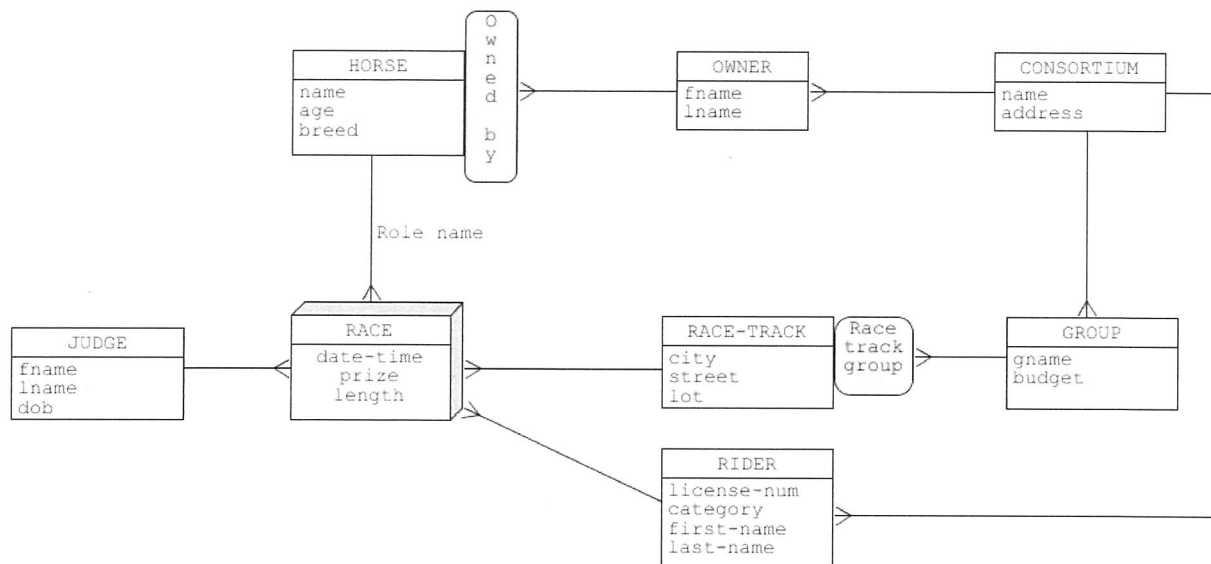 HORSE
name
age
breed
Owned by
OWNER
fname
lname
CONSORTIUM
name
address
Role name
JUDGE
fname
lname
dob
RACE
date-time
prize
length
RACE-TRACK
city
street
lot
Race
track
group
GROUP
gname
budget
RIDER
license-num
category
first-name
last-name